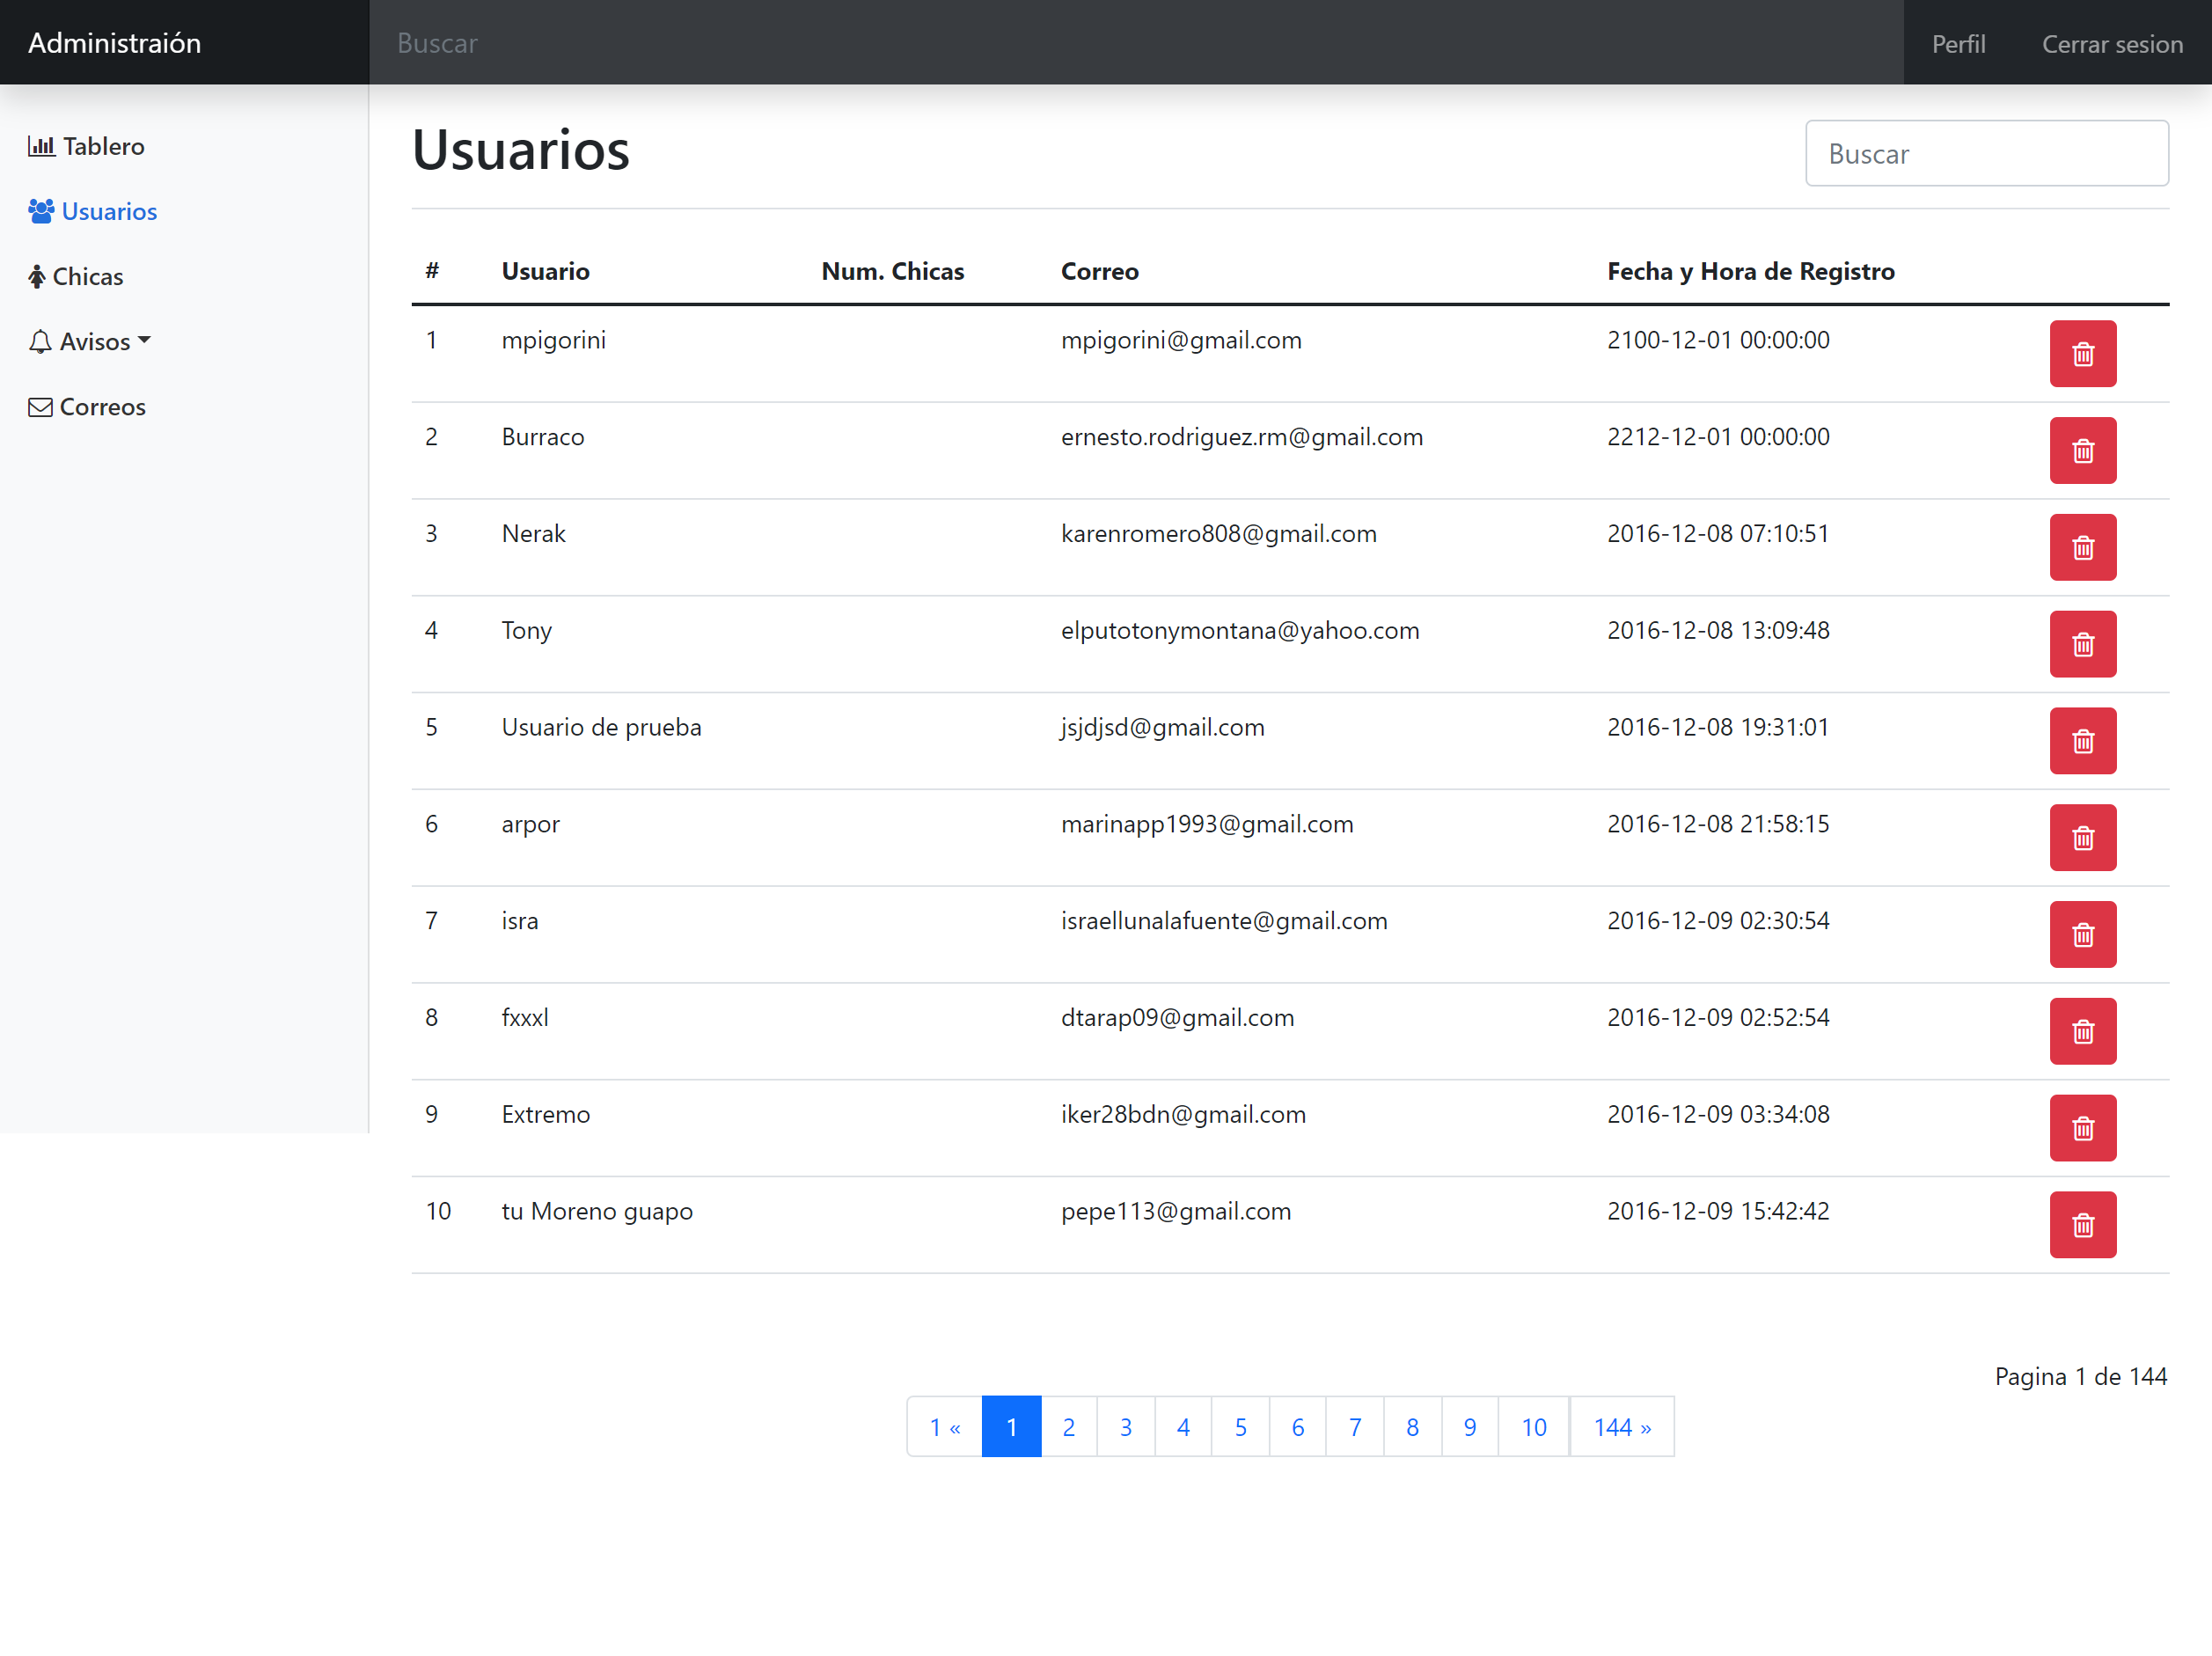 Administraión
Buscar
Perfil
Cerrar sesion
Tablero
Usuarios
Chicas
Avisos
Correos
Usuarios
Buscar
# Usuario Num. Chicas Correo Fecha y Hora de Registro
1 mpigorini mpigorini@gmail.com 2100-12-01 00:00:00
2 Burraco ernesto.rodriguez.rm@gmail.com 2212-12-01 00:00:00
3 Nerak karenromero808@gmail.com 2016-12-08 07:10:51
4 Tony elputotonymontana@yahoo.com 2016-12-08 13:09:48
5 Usuario de prueba jsjdjsd@gmail.com 2016-12-08 19:31:01
6 arpor marinapp1993@gmail.com 2016-12-08 21:58:15
7 isra israellunalafuente@gmail.com 2016-12-09 02:30:54
8 fxxxl dtarap09@gmail.com 2016-12-09 02:52:54
9 Extremo iker28bdn@gmail.com 2016-12-09 03:34:08
10 tu Moreno guapo pepe113@gmail.com 2016-12-09 15:42:42
Pagina 1 de 144
1 « 1 2 3 4 5 6 7 8 9 10 144 »